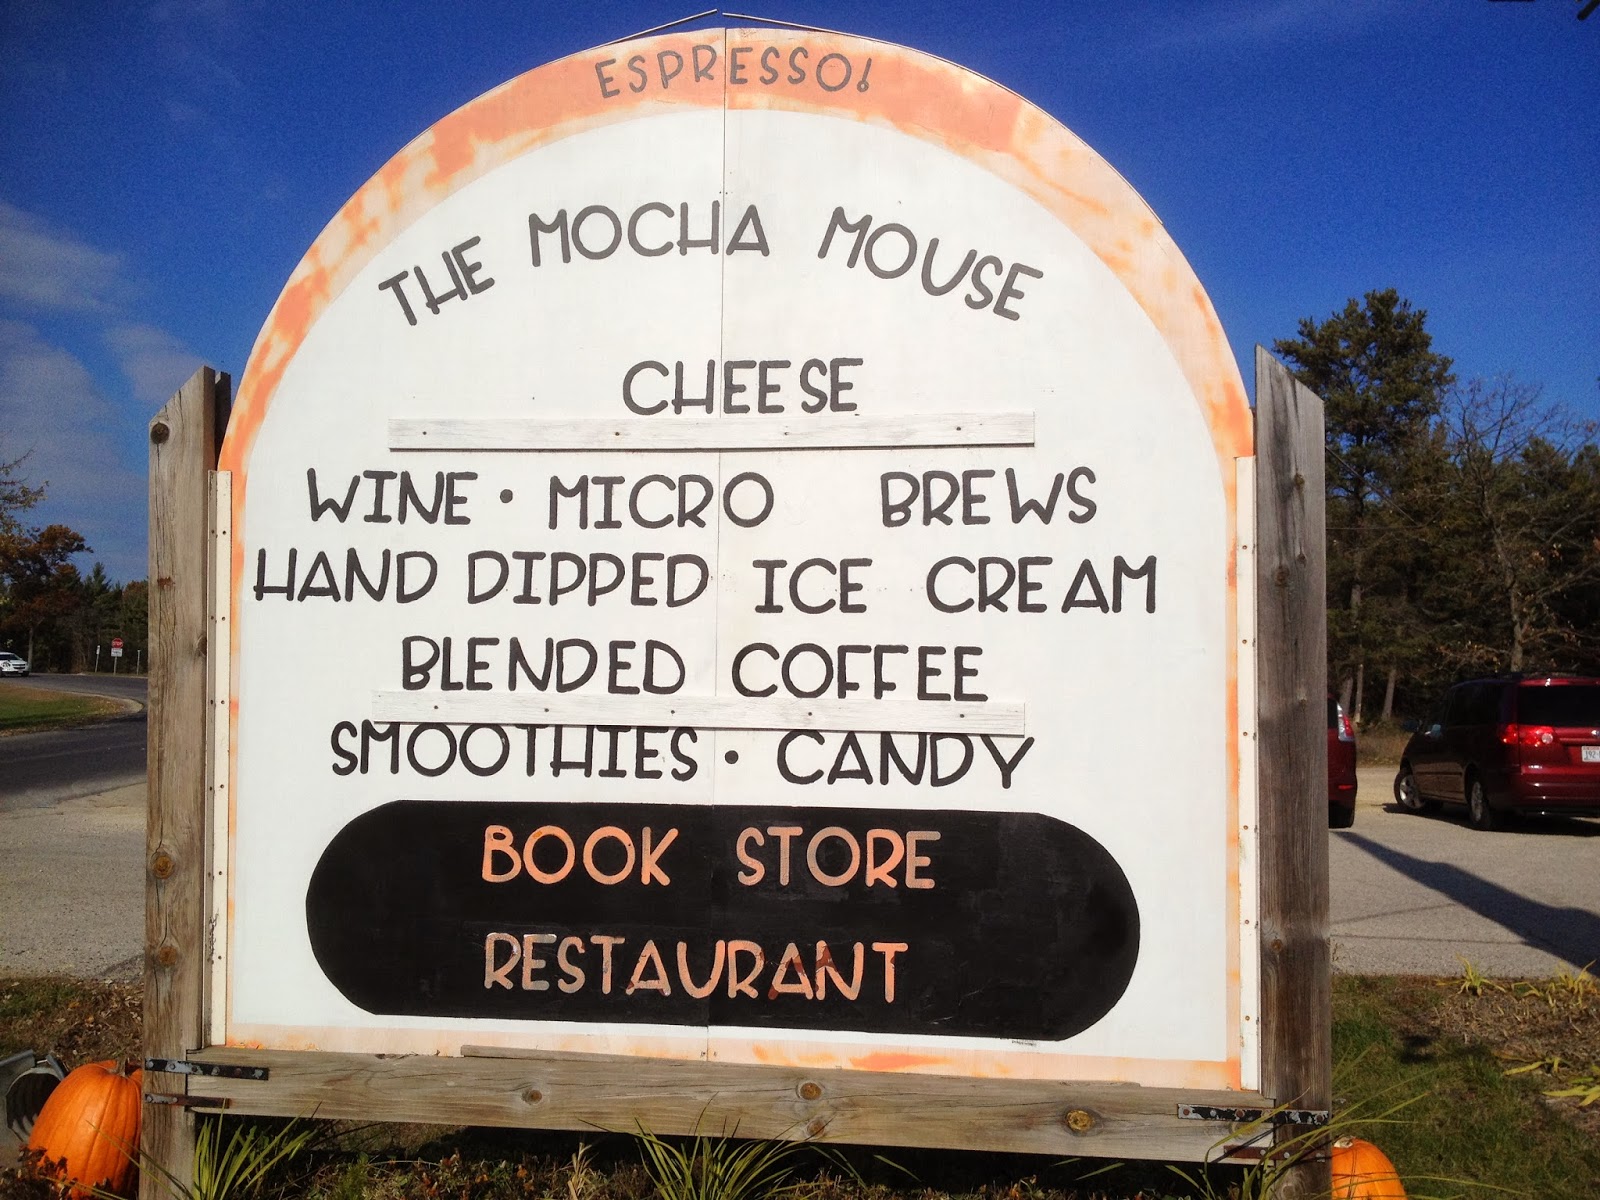 ESPRESSO!
THE MOCHA MOUSE
CHEESE
WINE • MICRO BREWS
HAND DIPPED ICE CREAM
BLENDED COFFEE
SMOOTHIES • CANDY
BOOK STORE
RESTAURANT
STOP